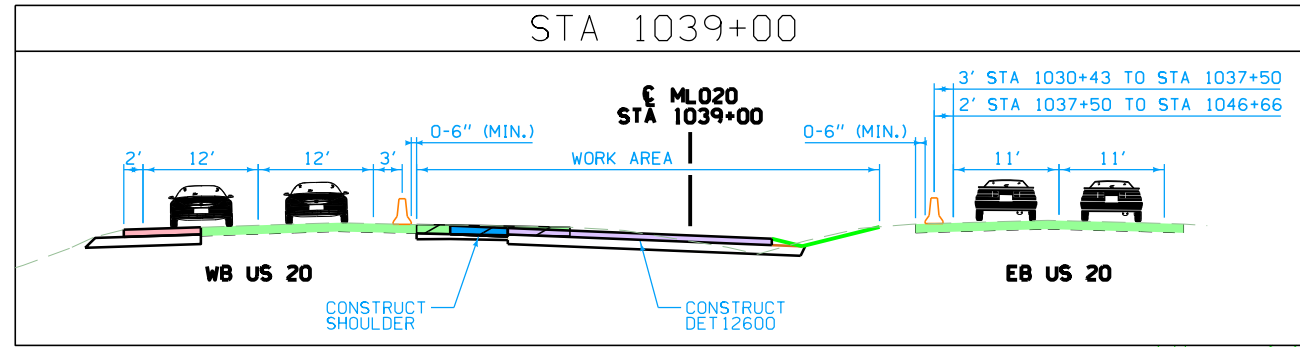 STA 1039+00
3' STA 1030+43 TO STA 1037+50
2' STA 1037+50 TO STA 1046+66
℄ ML020
STA 1039+00
0-6" (MIN.)
0-6" (MIN.)
2'
12'
12'
3'
WORK AREA
11'
11'
WB US 20
EB US 20
CONSTRUCT
SHOULDER
CONSTRUCT
DET12600